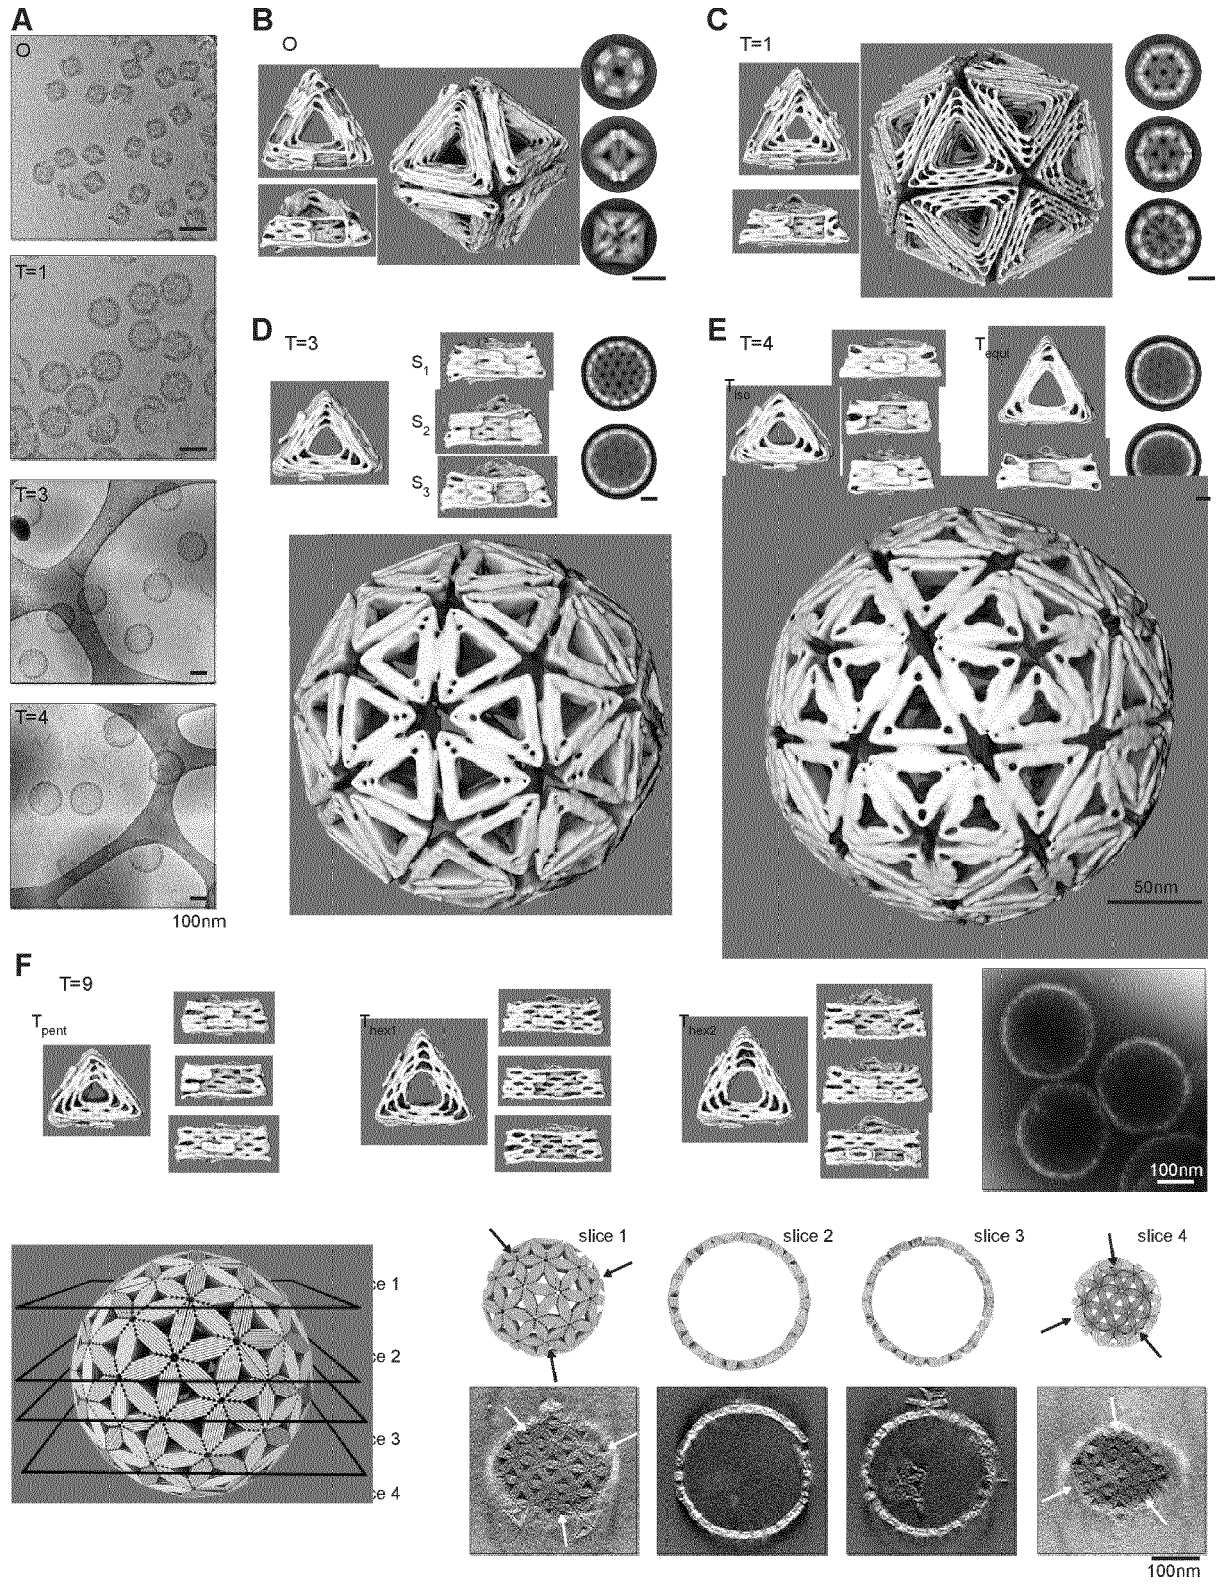 A
O
T=1
T=3
T=4
100nm
B
O
C
T=1
D
T=3
S1
S2
S3
E
T=4
Tiso
Tequi
50nm
F
T=9
Tpent
Thex1
Thex2
100nm
ce 1
ce 2
ce 3
ce 4
slice 1
slice 2
slice 3
slice 4
100nm